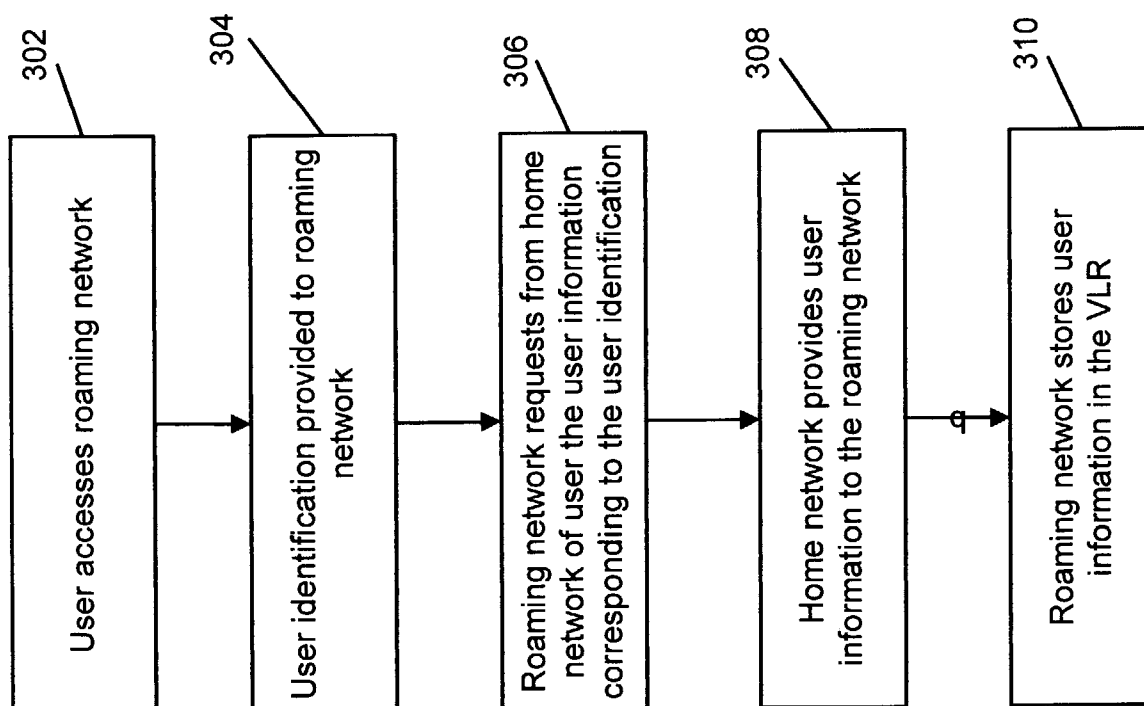 302
User accesses roaming network
304
User identification provided to roaming
network
306
Roaming network requests from home
network of user the user information
corresponding to the user identification
308
Home network provides user
information to the roaming network
310
Roaming network stores user
information in the VLR